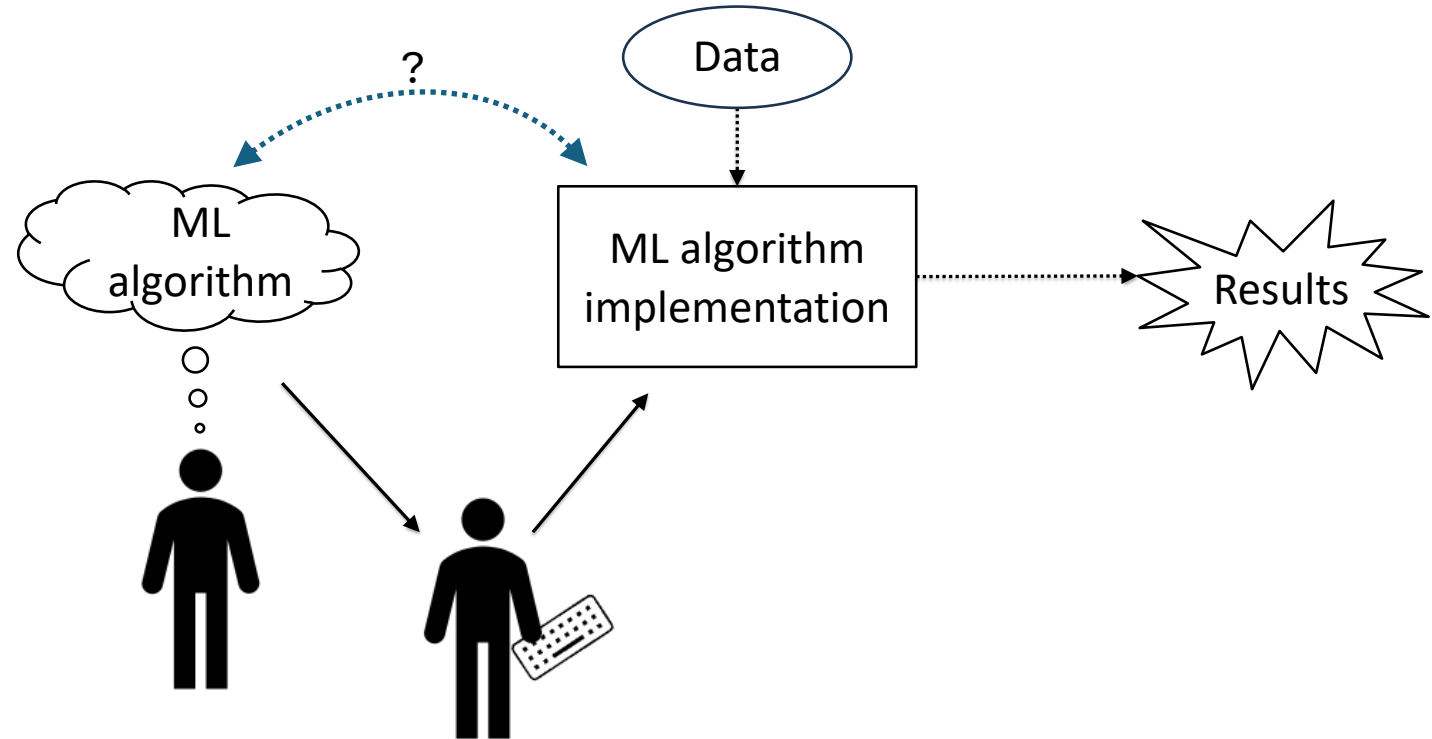 ?
Data
ML
algorithm
ML algorithm
implementation
Results